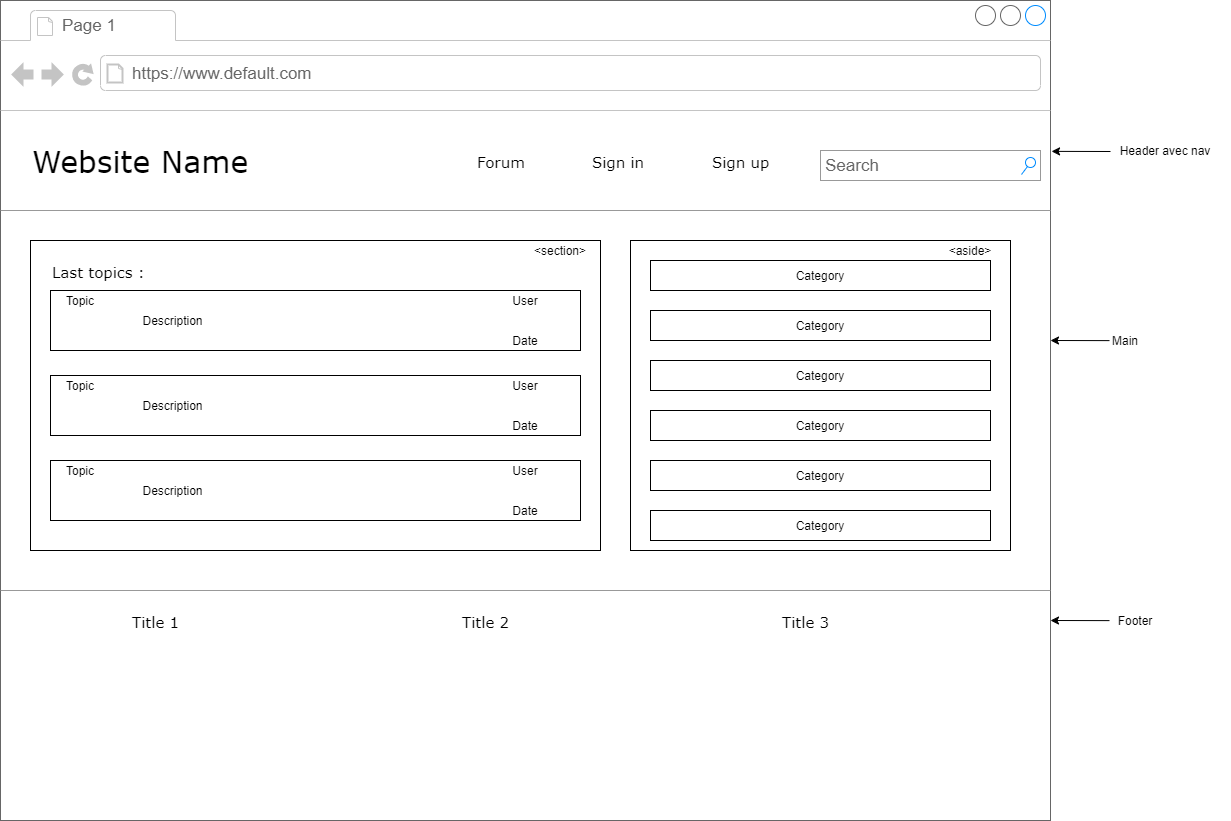 Page 1
https://www.default.com
Website Name
Forum
Sign in
Sign up
Search
Header avec nav
<section>
Last topics :
Topic
User
Description
Date
Topic
User
Description
Date
Topic
User
Description
Date
<aside>
Category
Category
Category
Category
Category
Category
Main
Title 1
Title 2
Title 3
Footer